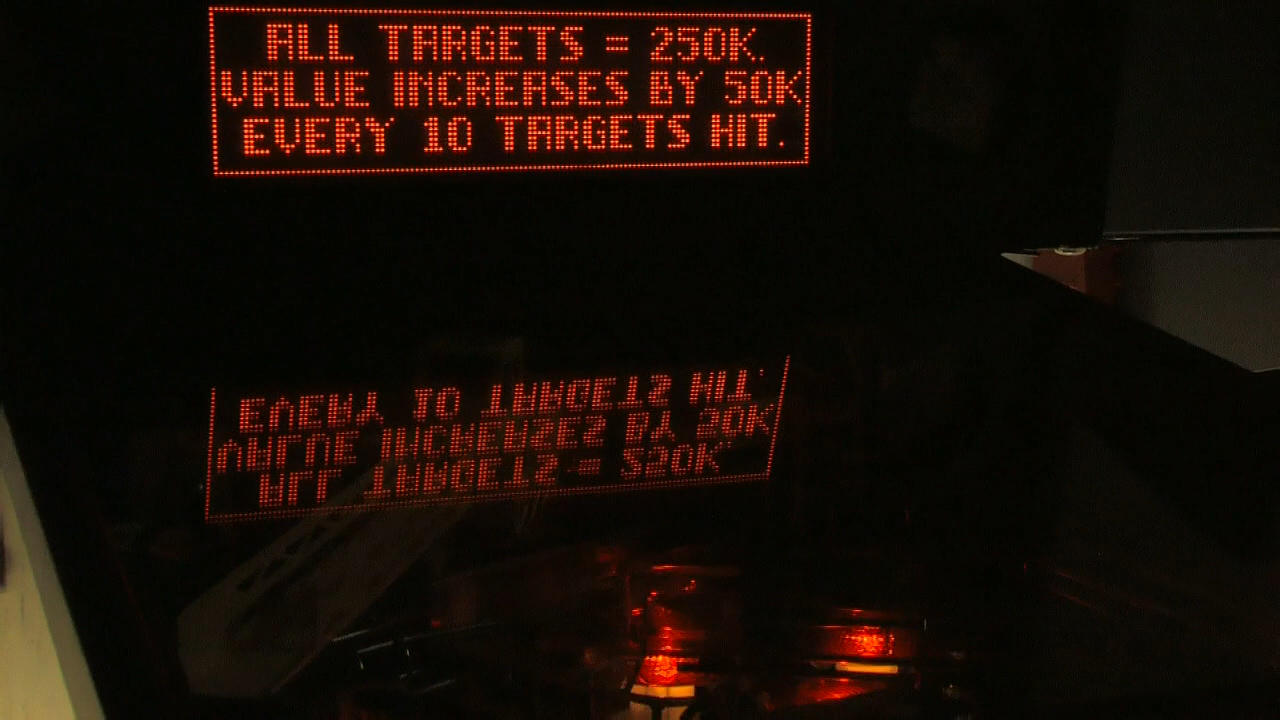 ALL TARGETS = 250K.
VALUE INCREASES BY 50K
EVERY 10 TARGETS HIT.